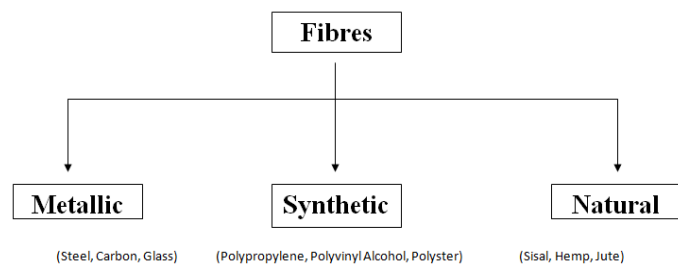 Fibres
Metallic
Synthetic
Natural
(Steel, Carbon, Glass)
(Polypropylene, Polyvinyl Alcohol, Polyster)
(Sisal, Hemp, Jute)